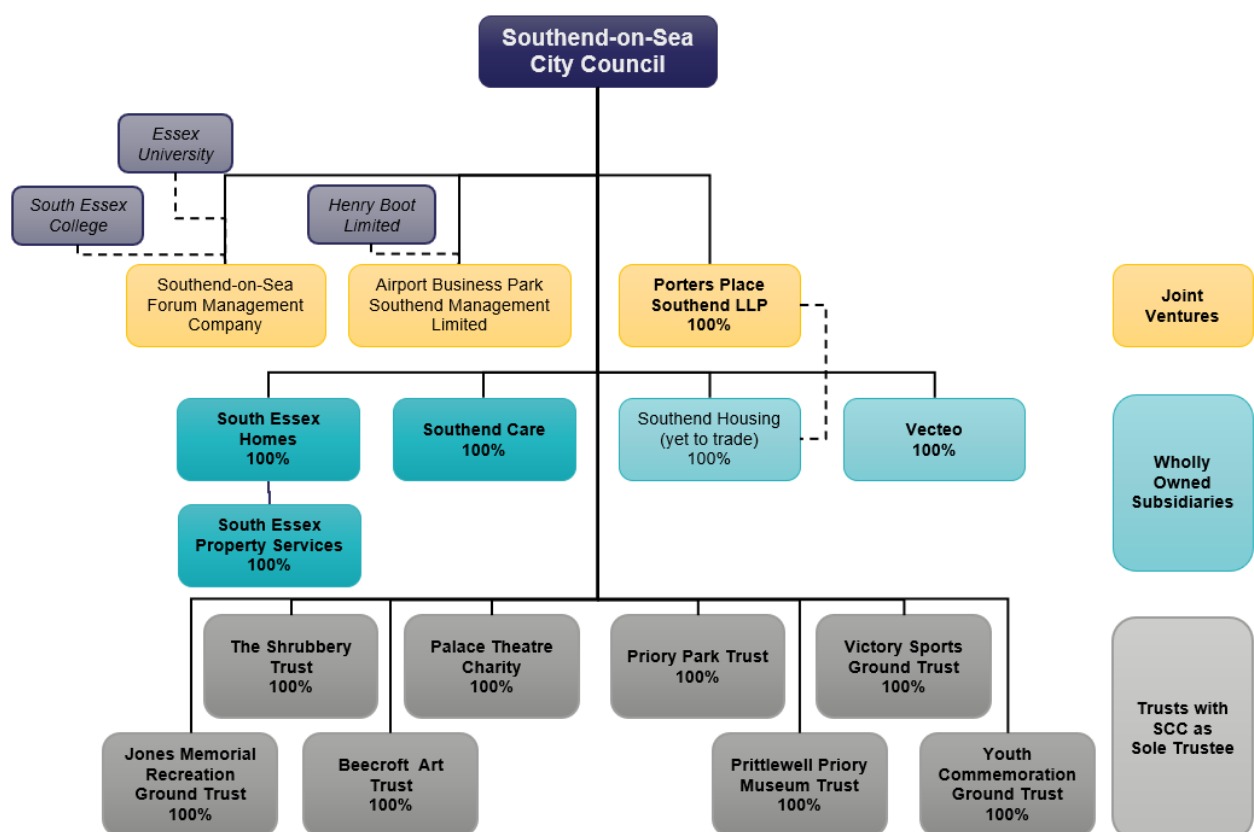 Southend-on-Sea
City Council
Essex
University
South Essex
College
Henry Boot
Limited
Southend-on-Sea
Forum Management
Company
Airport Business Park
Southend Management
Limited
Porters Place
Southend LLP
100%
Joint
Ventures
South Essex
Homes
100%
Southend Care
100%
Southend Housing
(yet to trade)
100%
Vecteo
100%
Wholly
Owned
Subsidiaries
South Essex
Property Services
100%
The Shrubbery
Trust
100%
Palace Theatre
Charity
100%
Priory Park Trust
100%
Victory Sports
Ground Trust
100%
Trusts with
SCC as
Sole Trustee
Jones Memorial
Recreation
Ground Trust
100%
Beecroft Art
Trust
100%
Prittlewell Priory
Museum Trust
100%
Youth
Commemoration
Ground Trust
100%